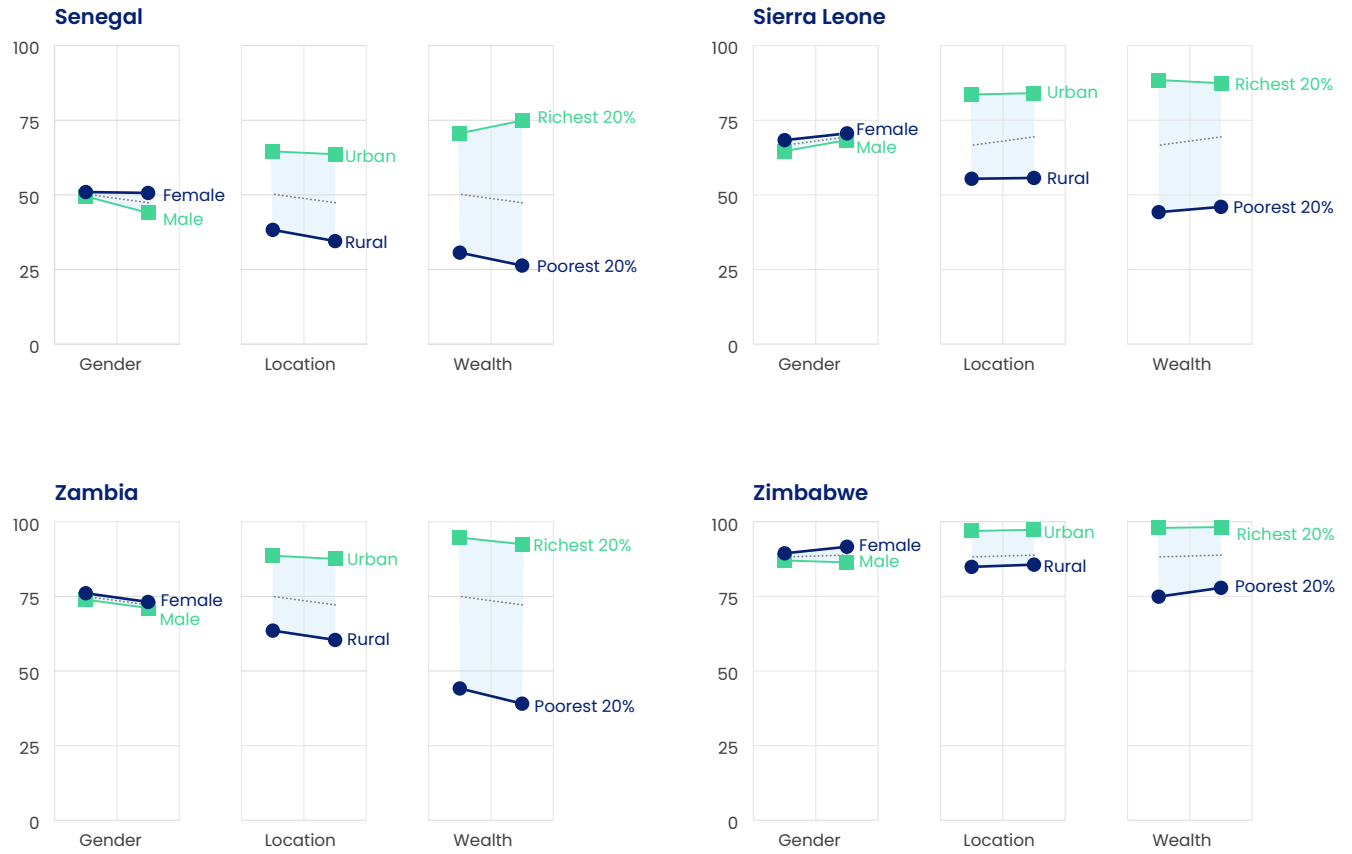 Senegal
100
75
50
25
0
Female
Male
Gender
Urban
Rural
Location
Richest 20%
Poorest 20%
Wealth
Sierra Leone
100
75
50
25
0
Female
Male
Gender
Urban
Rural
Location
Richest 20%
Poorest 20%
Wealth
Zambia
100
75
50
25
0
Female
Male
Gender
Urban
Rural
Location
Richest 20%
Poorest 20%
Wealth
Zimbabwe
100
75
50
25
0
Female
Male
Gender
Urban
Rural
Location
Richest 20%
Poorest 20%
Wealth